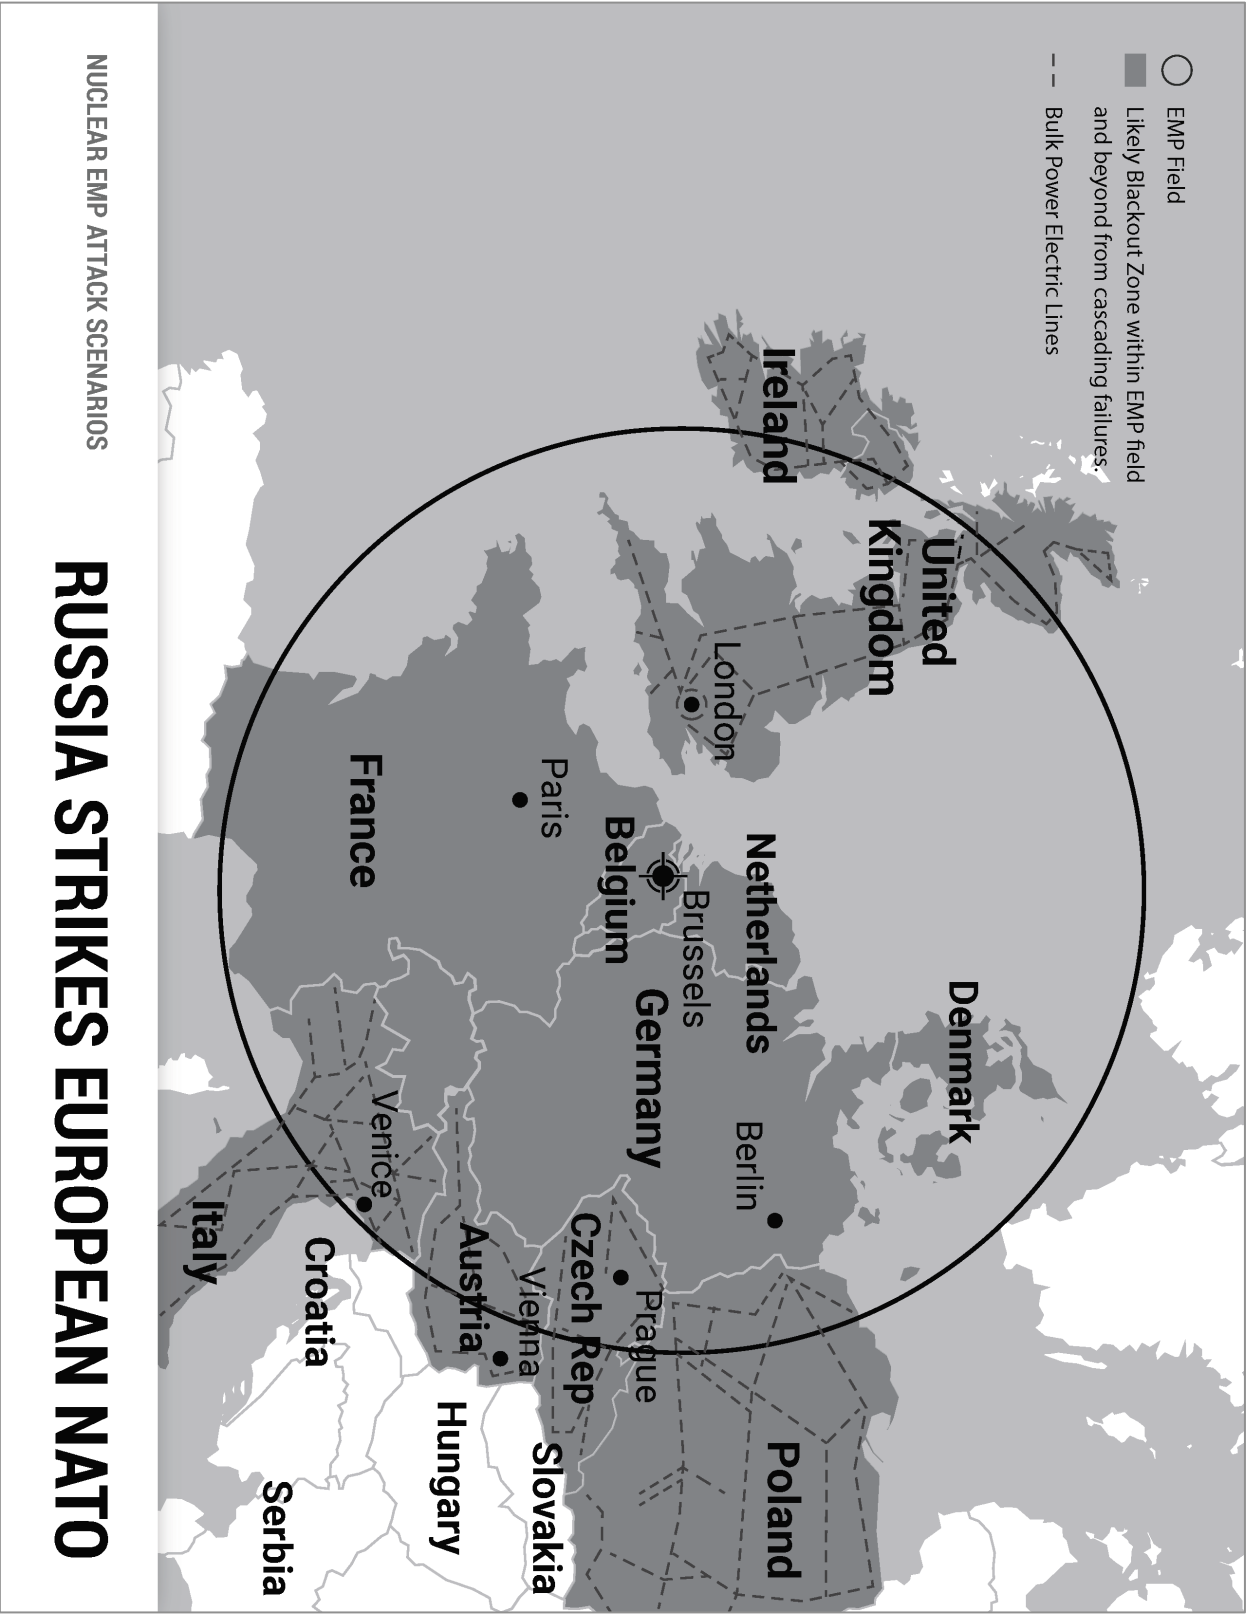 NUCLEAR EMP ATTACK SCENARIOS
RUSSIA STRIKES EUROPEAN NATO
EMP Field
Likely Blackout Zone within EMP field
and beyond from cascading failures.
Bulk Power Electric Lines
Ireland
United
Kingdom
London
Denmark
Netherlands
Brussels
Belgium
Germany
Berlin
Paris
France
Poland
Prague
Czech Rep
Vienna
Austria
Slovakia
Hungary
Venice
Croatia
Italy
Serbia